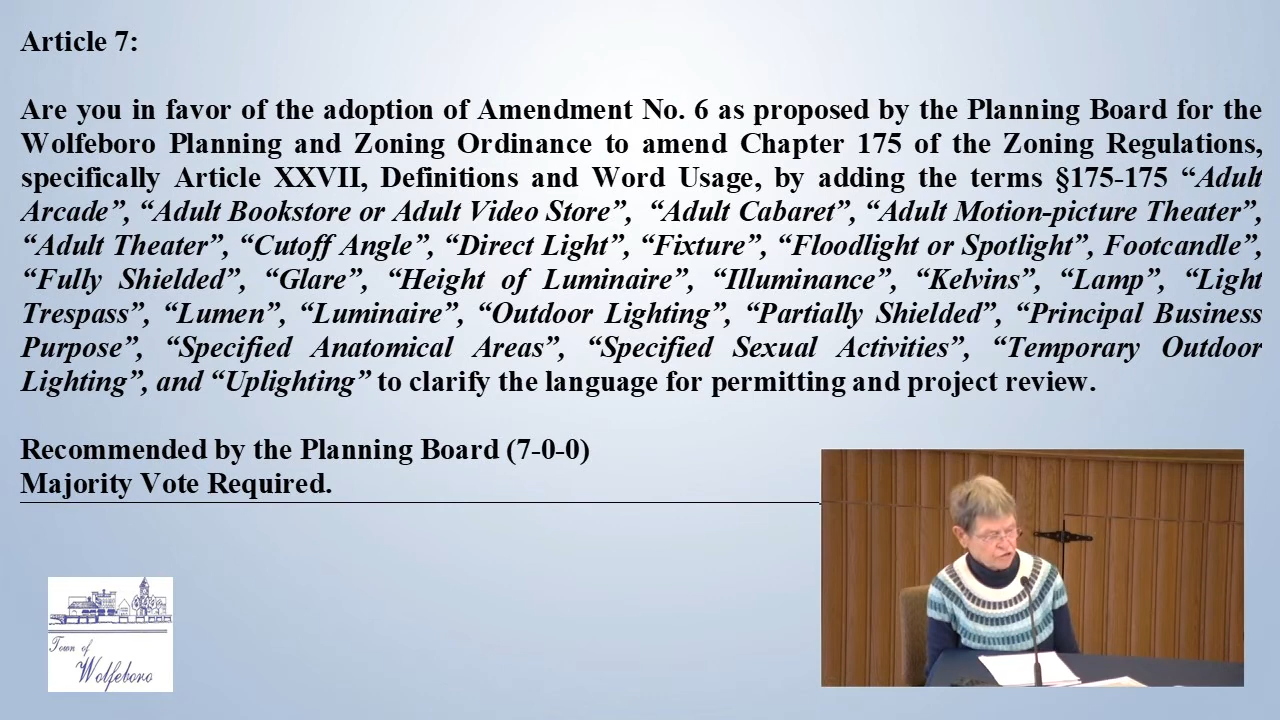 Article 7:
Are you in favor of the adoption of Amendment No. 6 as proposed by the Planning Board for the
Wolfeboro Planning and Zoning Ordinance to amend Chapter 175 of the Zoning Regulations,
specifically Article XXVII, Definitions and Word Usage, by adding the terms §175-175 “Adult
Arcade”, “Adult Bookstore or Adult Video Store”, “Adult Cabaret”, “Adult Motion-picture Theater”,
“Adult Theater”, “Cutoff Angle”, “Direct Light”, “Fixture”, “Floodlight or Spotlight”, Footcandle”,
“Fully Shielded”, “Glare”, “Height of Luminaire”, “Illuminance”, “Kelvins”, “Lamp”, “Light
Trespass”, “Lumen”, “Luminaire”, “Outdoor Lighting”, “Partially Shielded”, “Principal Business
Purpose”, “Specified Anatomical Areas”, “Specified Sexual Activities”, “Temporary Outdoor
Lighting”, and “Uplighting” to clarify the language for permitting and project review.
Recommended by the Planning Board (7-0-0)
Majority Vote Required.
Town of
Wolfeboro